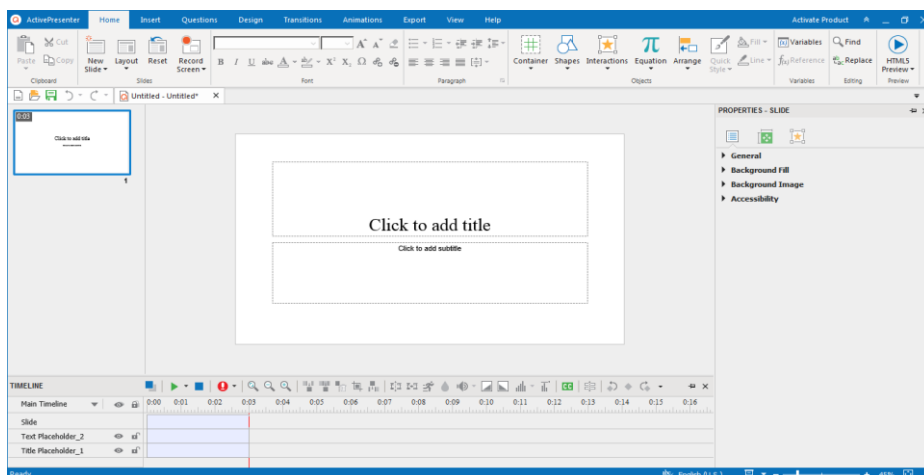 ActivePresenter Home Insert Questions Design Transitions Animations Export View Help Activate Product
Cut
Copy
Paste
Clipboard
New Slide
Layout
Reset
Record Screen
Slides
B I U abc A X² X₂ Ω
Font
Paragraph
Container
Shapes
Interactions
Equation
Arrange
Quick Style
Fill
Line
Objects
Variables
f(x) Reference
Variables
Find
Replace
Editing
HTML5 Preview
Preview
Untitled - Untitled*
0:03
Click to add title
1
Click to add title
Click to add subtitle
PROPERTIES - SLIDE
General
Background Fill
Background Image
Accessibility
TIMELINE
Main Timeline
0:00 0:01 0:02 0:03 0:04 0:05 0:06 0:07 0:08 0:09 0:10 0:11 0:12 0:13 0:14 0:15 0:16
Slide
Text Placeholder_2
Title Placeholder_1
Ready
English (U.S.)
45%